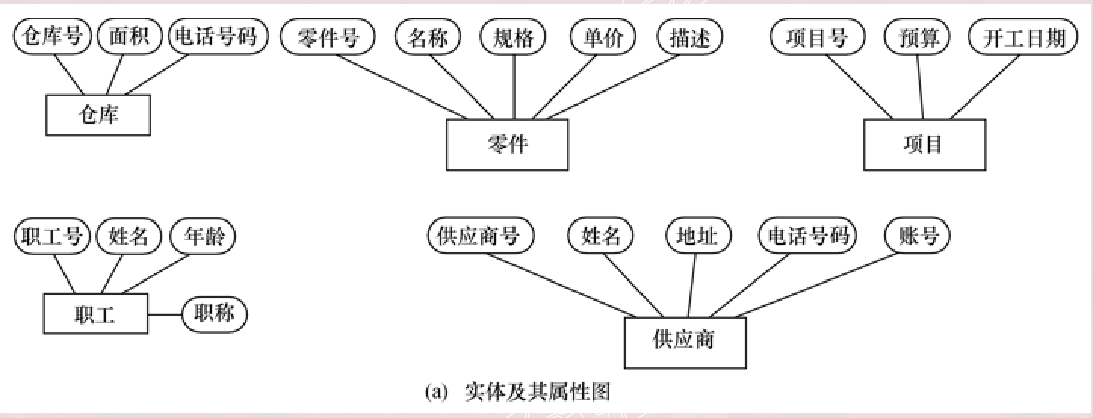 仓库号 面积 电话号码 零件号 名称 规格 单价 描述 项目号 预算 开工日期
仓库 零件 项目
职工号 姓名 年龄 供应商号 姓名 地址 电话号码 账号
职工 职称 供应商
(a) 实体及其属性图